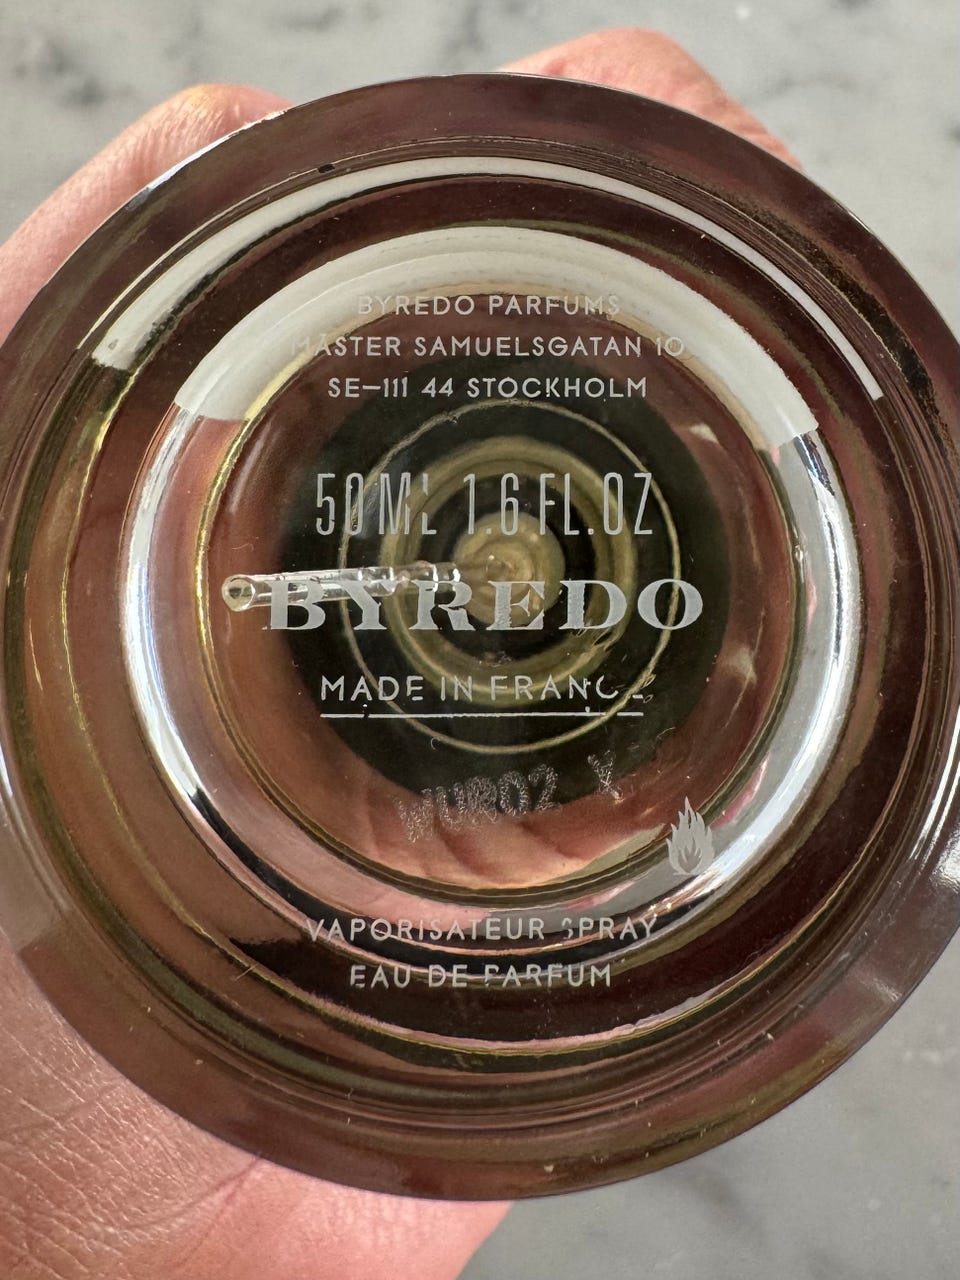 BYREDO PARFUMS
MÄSTER SAMUELSGATAN 10
SE-111 44 STOCKHOLM
50ML 1.6 FL.OZ
BYREDO
MADE IN FRANCE
VAPORISATEUR SPRAY
EAU DE PARFUM